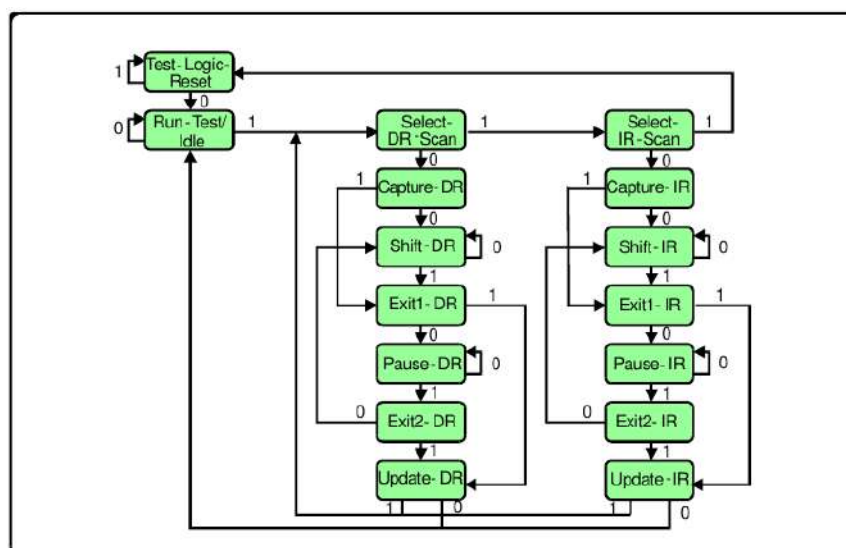 Test-Logic-
Reset
1
0
Run-Test/
Idle
0
1
Select-
DR-Scan
1
0
Select-
IR-Scan
1
0
1
Capture-DR
0
1
Capture-IR
0
Shift-DR
0
1
Shift-IR
0
1
Exit1-DR
1
0
Exit1-IR
1
0
Pause-DR
0
1
Pause-IR
0
1
0
Exit2-DR
1
0
Exit2-IR
1
Update-DR
1
0
Update-IR
1
0